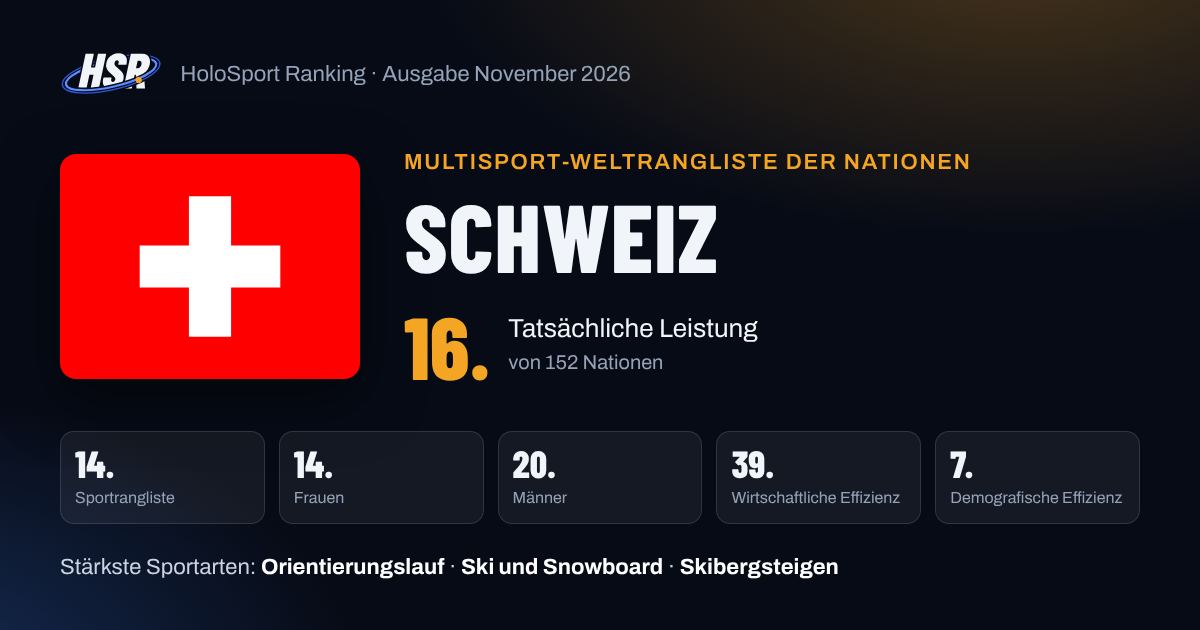 HSR HoloSport Ranking · Ausgabe November 2026
MULTISPORT-WELTRANGLISTE DER NATIONEN
SCHWEIZ
16. Tatsächliche Leistung
von 152 Nationen
14.
Sportrangliste
14.
Frauen
20.
Männer
39.
Wirtschaftliche Effizienz
7.
Demografische Effizienz
Stärkste Sportarten: Orientierungslauf · Ski und Snowboard · Skibergsteigen